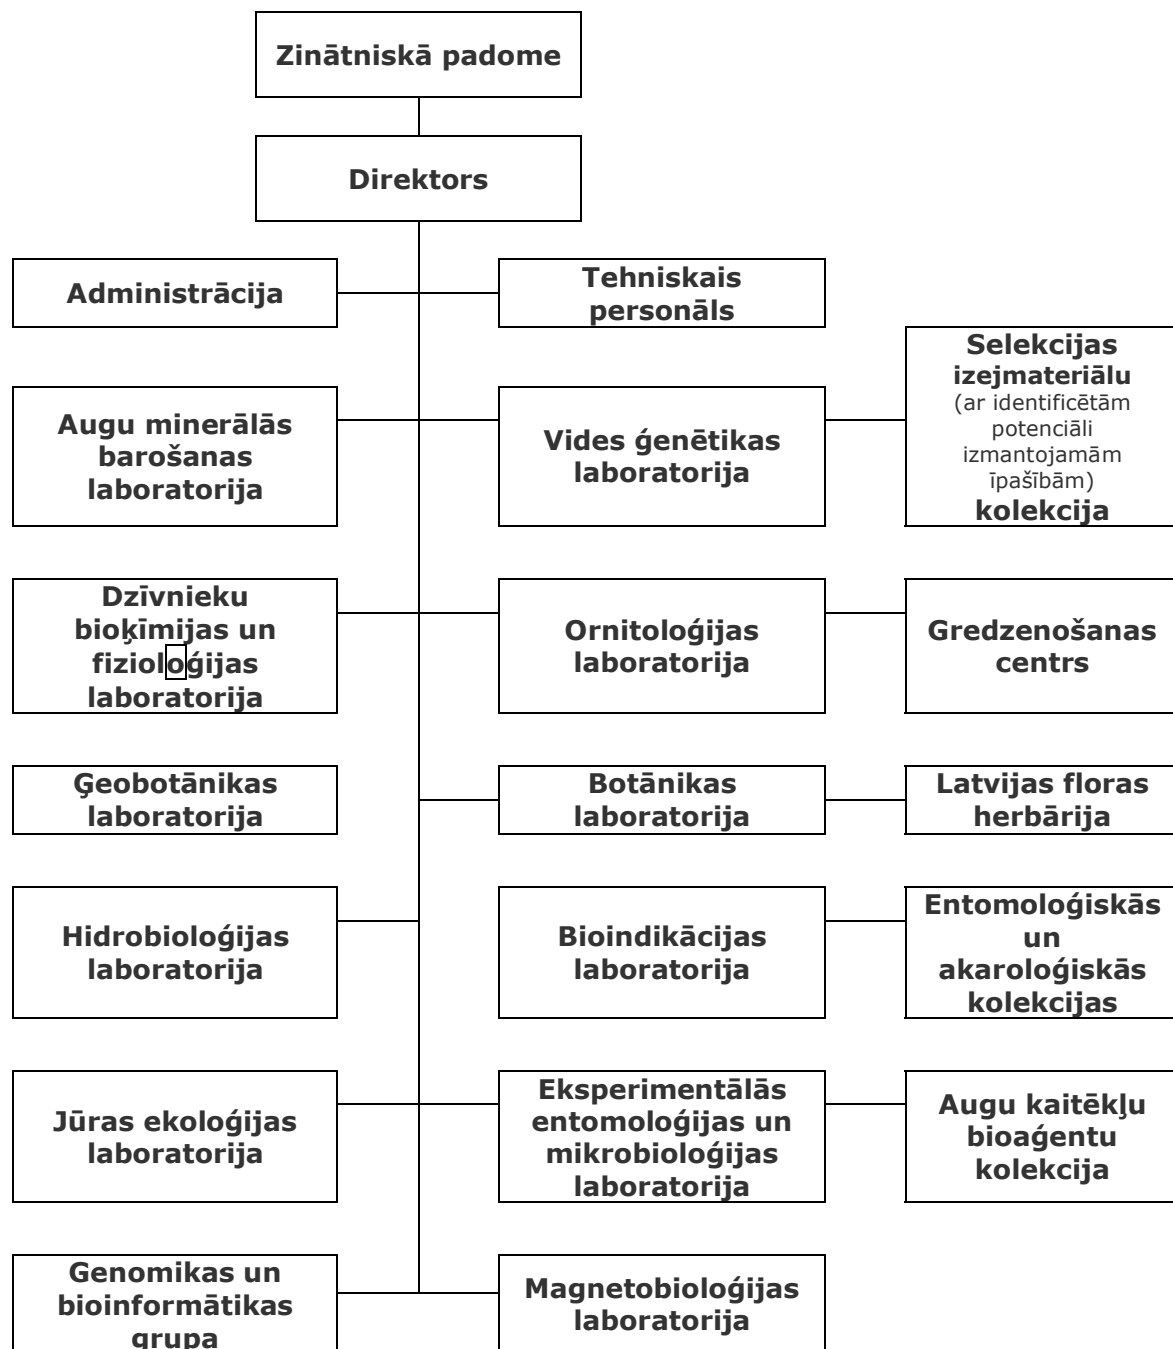 Zinātniskā padome
Direktors
Administrācija
Tehniskais
personāls
Augu minerālās
barošanas
laboratorija
Vides ģenētikas
laboratorija
Selekcijas
izejmateriālu
(ar identificētām
potenciāli
izmantojamām
īpašībām)
kolekcija
Dzīvnieku
bioķīmijas un
fizioloģijas
laboratorija
Ornitoloģijas
laboratorija
Gredzenošanas
centrs
Ģeobotānikas
laboratorija
Botānikas
laboratorija
Latvijas floras
herbārija
Hidrobioloģijas
laboratorija
Bioindikācijas
laboratorija
Entomoloģiskās
un
akaroloģiskās
kolekcijas
Jūras ekoloģijas
laboratorija
Eksperimentālās
entomoloģijas un
mikrobioloģijas
laboratorija
Augu kaitēkļu
bioaģentu
kolekcija
Genomikas un
bioinformātikas
grupa
Magnetobioloģijas
laboratorija